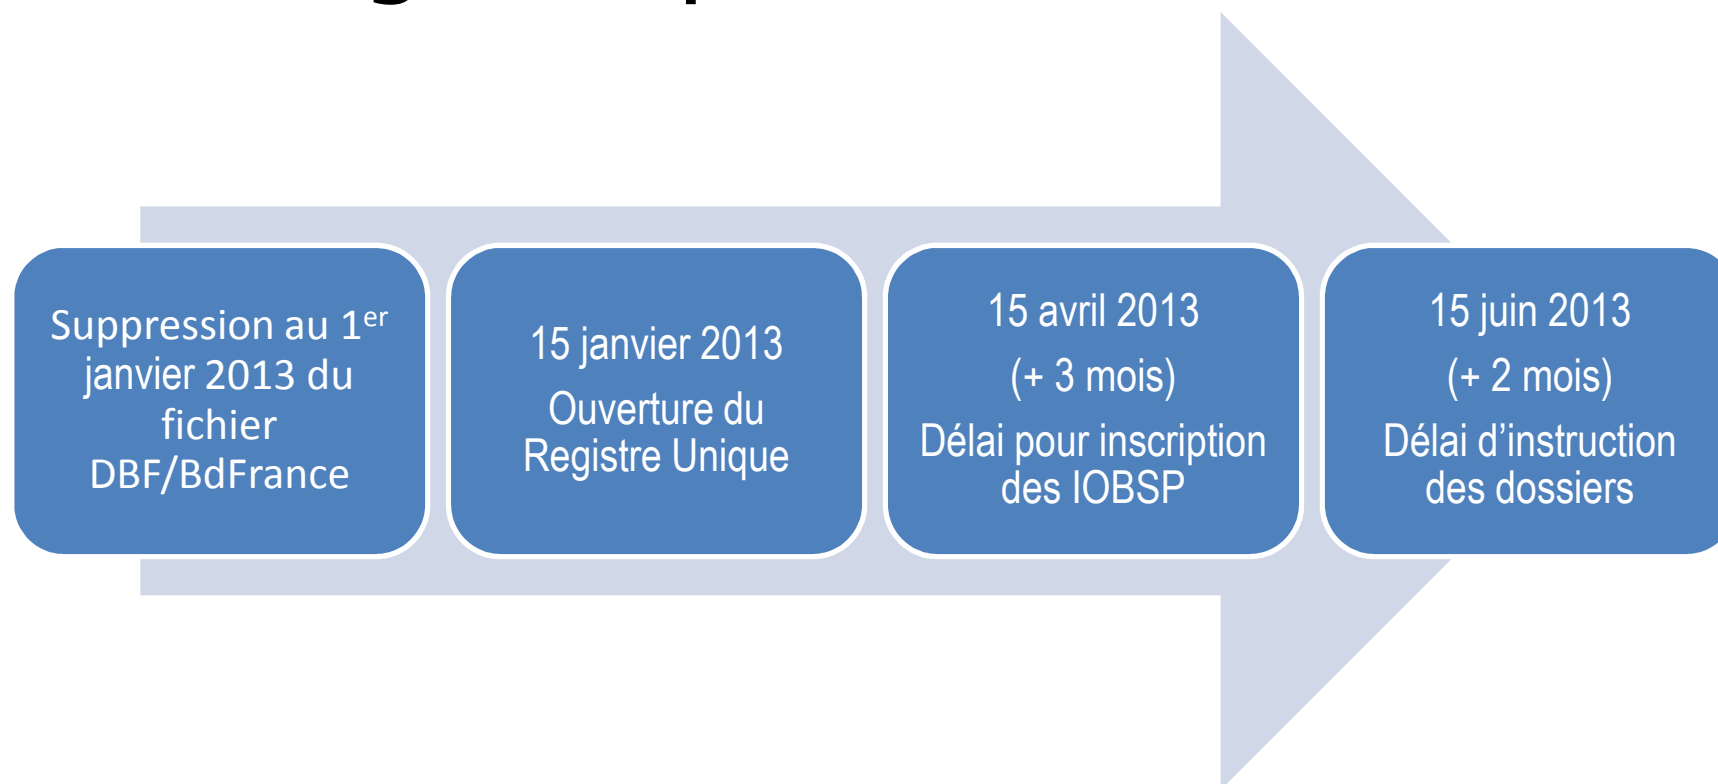 Suppression au 1er
janvier 2013 du
fichier
DBF/BdFrance
15 janvier 2013
Ouverture du
Registre Unique
15 avril 2013
(+ 3 mois)
Délai pour inscription
des IOBSP
15 juin 2013
(+ 2 mois)
Délai d’instruction
des dossiers